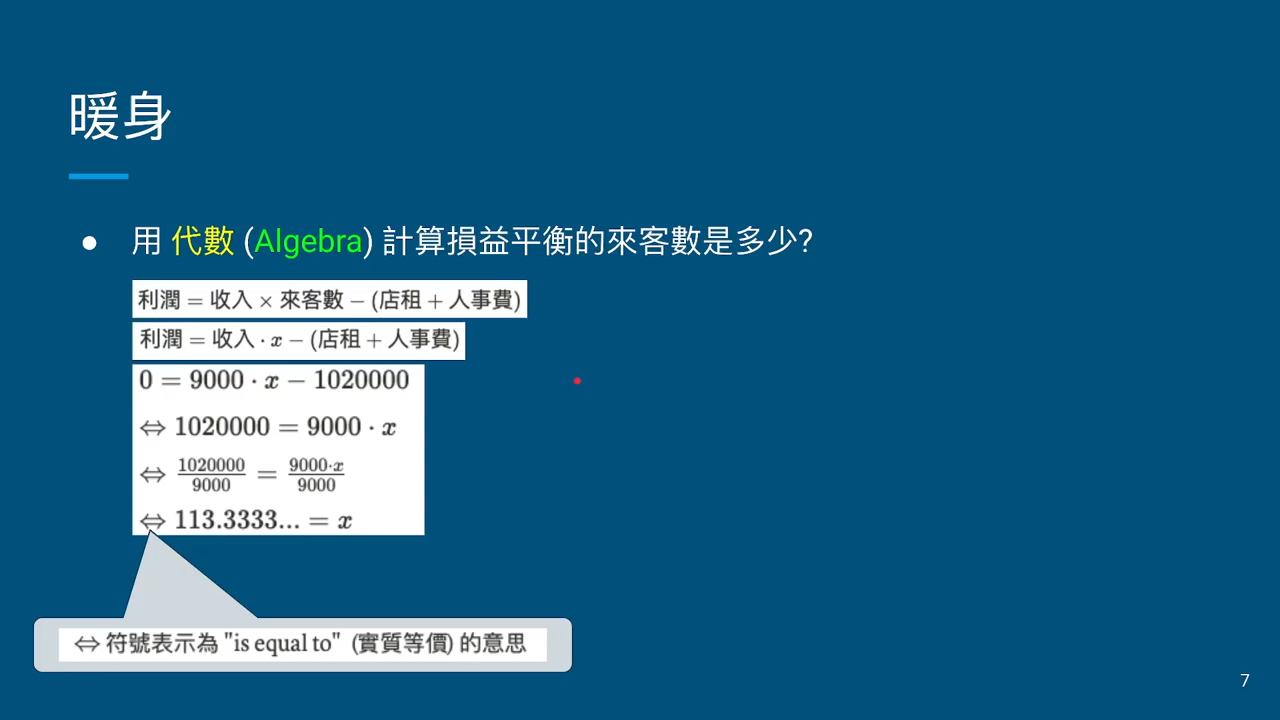 暖身
● 用 代數 (Algebra) 計算損益平衡的來客數是多少?
利潤 = 收入 × 來客數 − (店租 + 人事費)
利潤 = 收入 · x − (店租 + 人事費)
0 = 9000 · x − 1020000
⇔ 1020000 = 9000 · x
⇔ 1020000/9000 = 9000·x/9000
⇔ 113.3333... = x
⇔ 符號表示為 "is equal to" (實質等價) 的意思
7